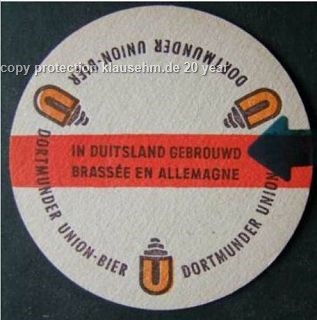 DORTMUNDER UNION-BIER
copy protection klausehm.de 20 year
U
U
IN DUITSLAND GEBROUWD
BRASSÉE EN ALLEMAGNE
DORTMUNDER UNION-BIER
DORTMUNDER UNION
U